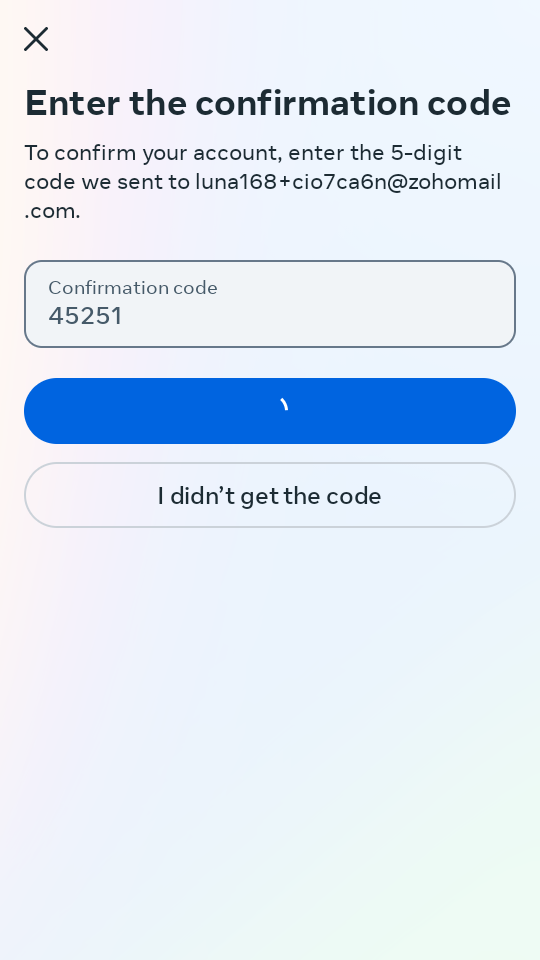 Enter the confirmation code
To confirm your account, enter the 5-digit
code we sent to luna168+cio7ca6n@zohomail
.com.
Confirmation code
45251
I didn’t get the code